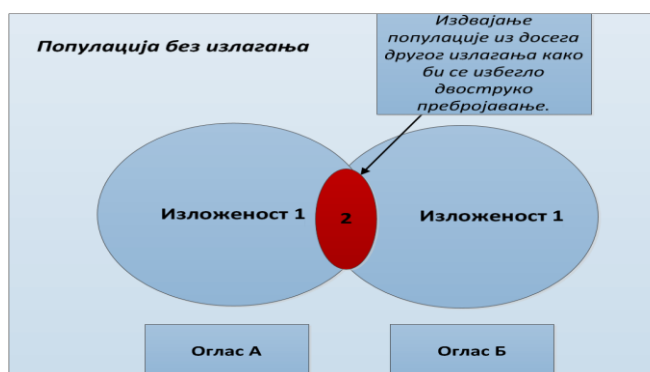 Популација без излагања
Издвајање
популације из досега
другог излагања како
би се избегло
двоструко
пребројавање.
Изложеност 1
2
Изложеност 1
Оглас А
Оглас Б